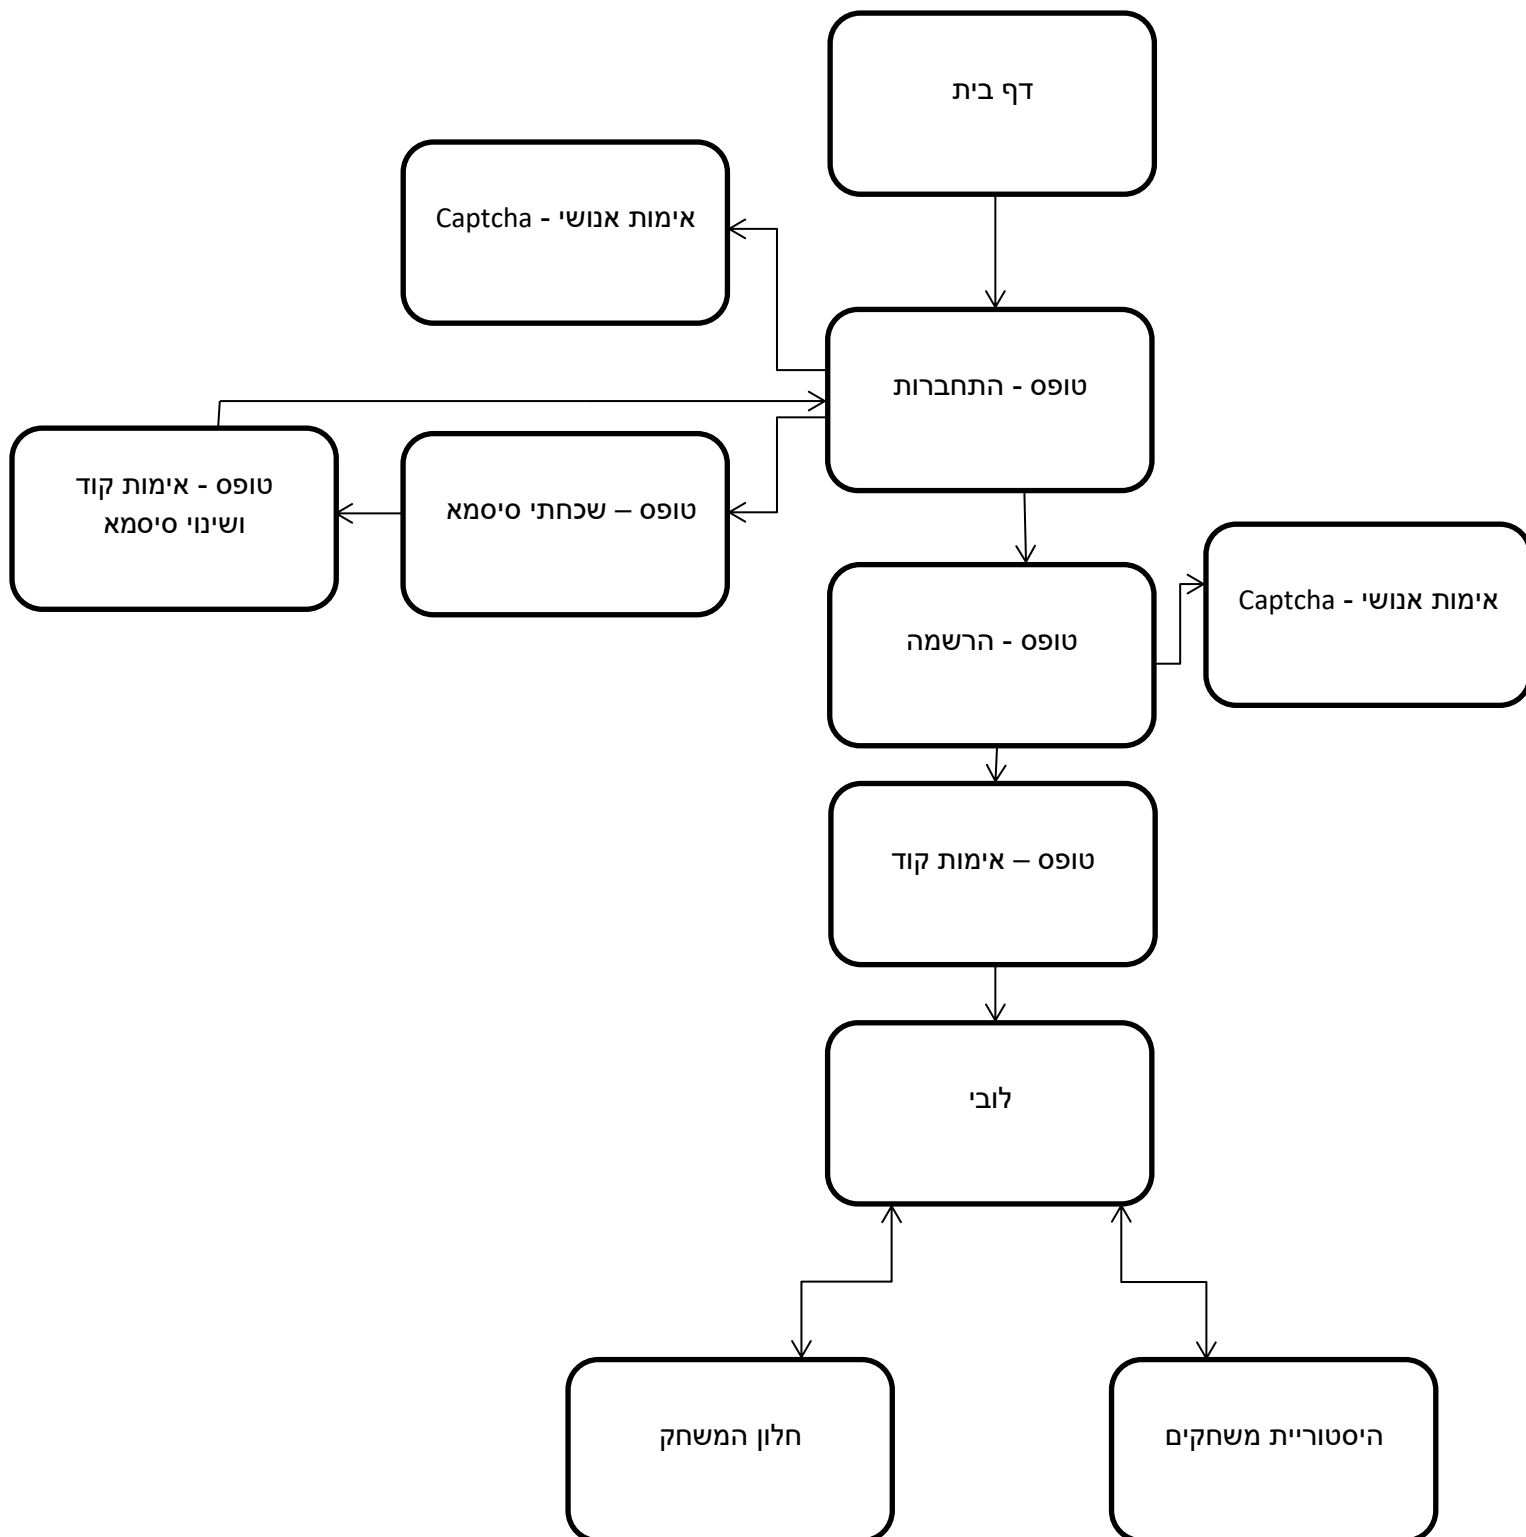 דף בית
אימות אנושי - Captcha
טופס - התחברות
טופס - אימות קוד
ושינוי סיסמא
טופס – שכחתי סיסמא
אימות אנושי - Captcha
טופס - הרשמה
טופס – אימות קוד
לובי
חלון המשחק
היסטוריית משחקים